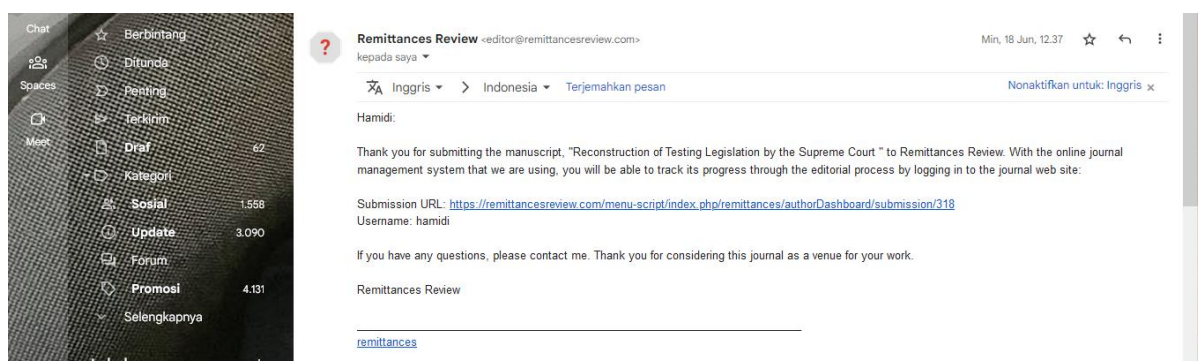 Chat
Spaces
Meet
Berbintang
Ditunda
Penting
Terkirim
Draf 62
Kategori
Sosial 1.558
Update 3.090
Forum
Promosi 4.131
Selengkapnya
?
Remittances Review <editor@remittancesreview.com> Min, 18 Jun, 12.37
kepada saya
Inggris > Indonesia Terjemahkan pesan Nonaktifkan untuk: Inggris x
Hamidi:
Thank you for submitting the manuscript, "Reconstruction of Testing Legislation by the Supreme Court " to Remittances Review. With the online journal
management system that we are using, you will be able to track its progress through the editorial process by logging in to the journal web site:
Submission URL: https://remittancesreview.com/menu-script/index.php/remittances/authorDashboard/submission/318
Username: hamidi
If you have any questions, please contact me. Thank you for considering this journal as a venue for your work.
Remittances Review
remittances